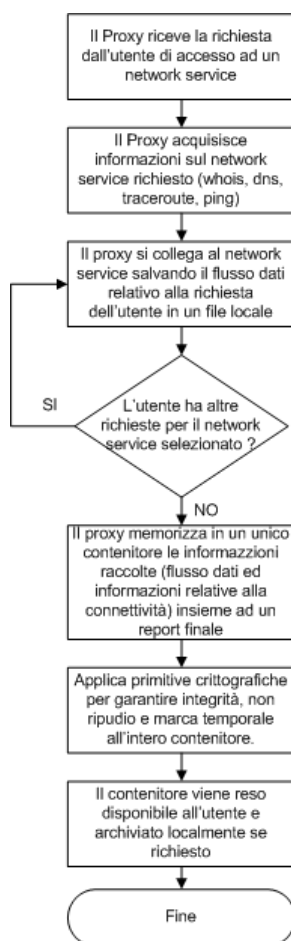 Il Proxy riceve la richiesta
dall'utente di accesso ad un
network service
Il Proxy acquisisce
informazioni sul network
service richiesto (whois, dns,
traceroute, ping)
Il proxy si collega al network
service salvando il flusso dati
relativo alla richiesta
dell'utente in un file locale
SI
L'utente ha altre
richieste per il network
service selezionato ?
NO
Il proxy memorizza in un unico
contenitore le informazzioni
raccolte (flusso dati ed
informazioni relative alla
connettività) insieme ad un
report finale
Applica primitive crittografiche
per garantire integrità, non
ripudio e marca temporale
all'intero contenitore.
Il contenitore viene reso
disponibile all'utente e
archiviato localmente se
richiesto
Fine